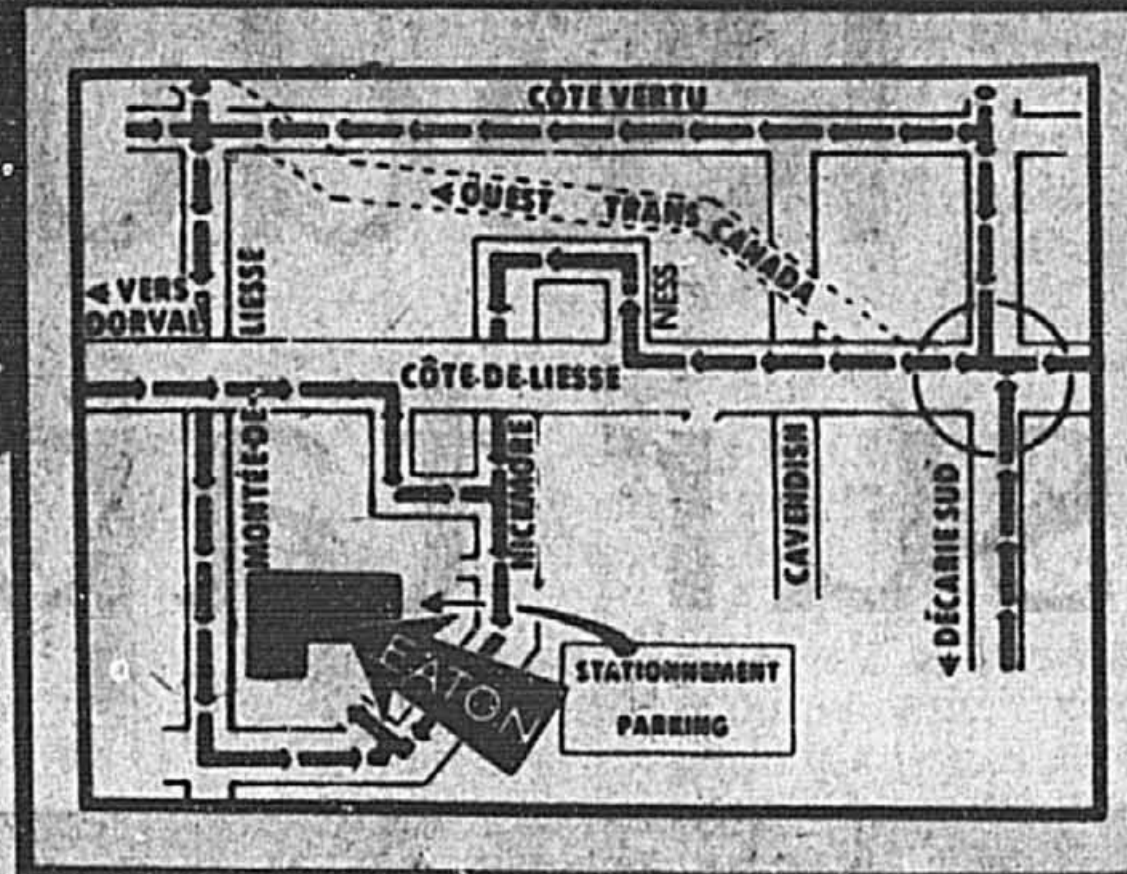 CÔTE VERTU
◄ OUEST TRANS CANADA
◄ VERS
DORVAL
LIESSE
NESS
CÔTE-DE-LIESSE
MONTÉE-DE-
NICKMORE
CAVENDISH
◄ DÉCARIE SUD
EATON
STATIONNEMENT
PARKING